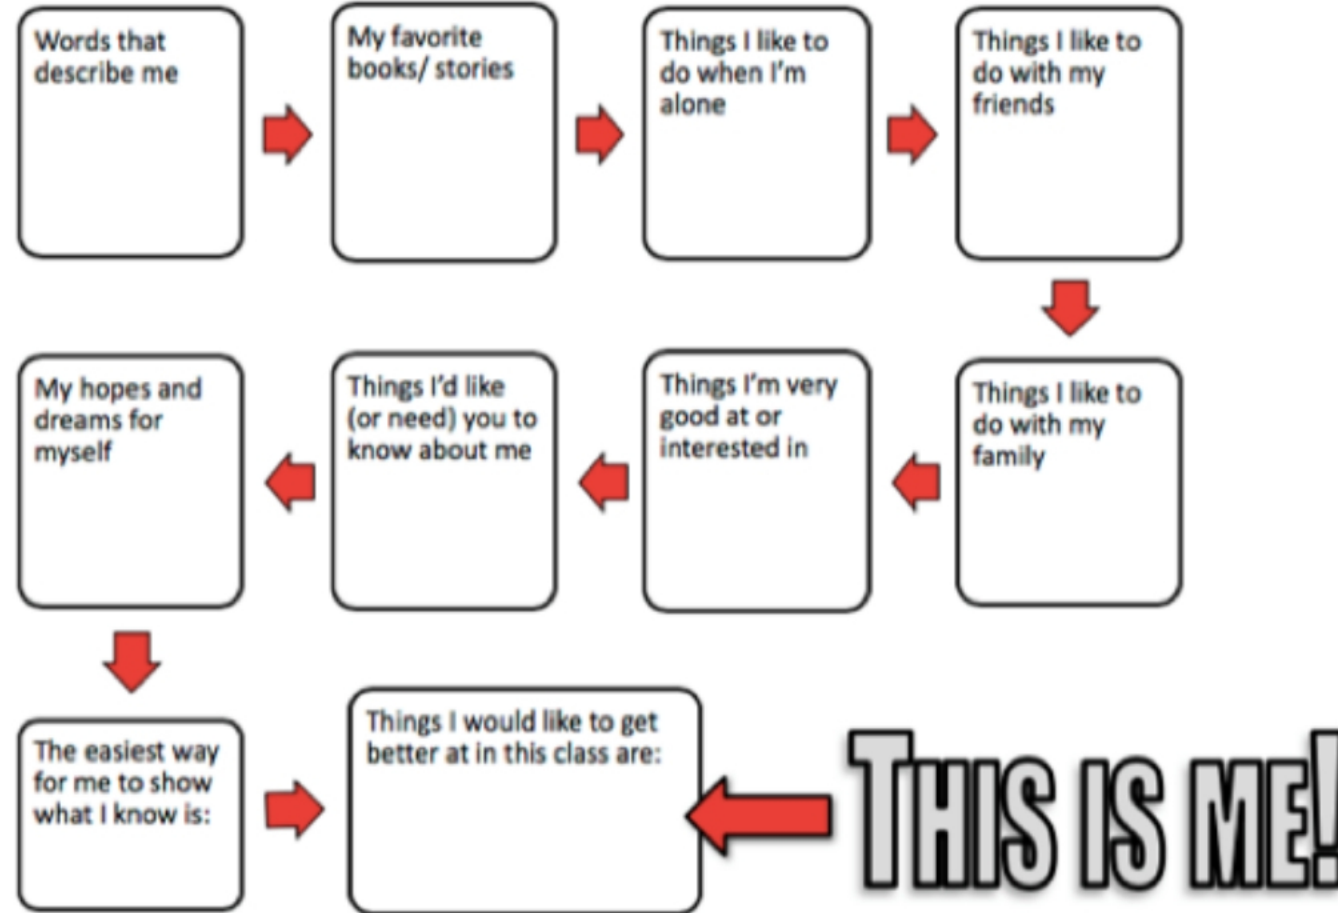 Words that
describe me
My favorite
books/ stories
Things I like to
do when I'm
alone
Things I like to
do with my
friends
Things I like to
do with my
family
Things I'm very
good at or
interested in
Things I'd like
(or need) you to
know about me
My hopes and
dreams for
myself
The easiest way
for me to show
what I know is:
Things I would like to get
better at in this class are:
THIS IS ME!